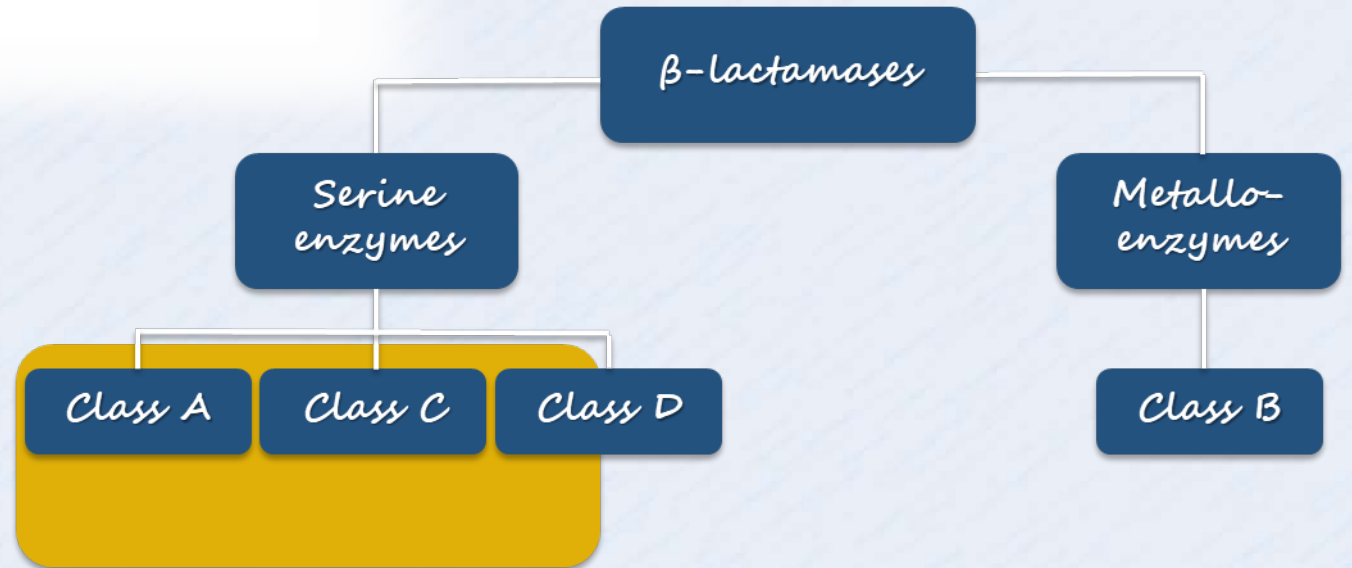 β-lactamases
Serine
enzymes
Metallo-
enzymes
Class A
Class C
Class D
Class B